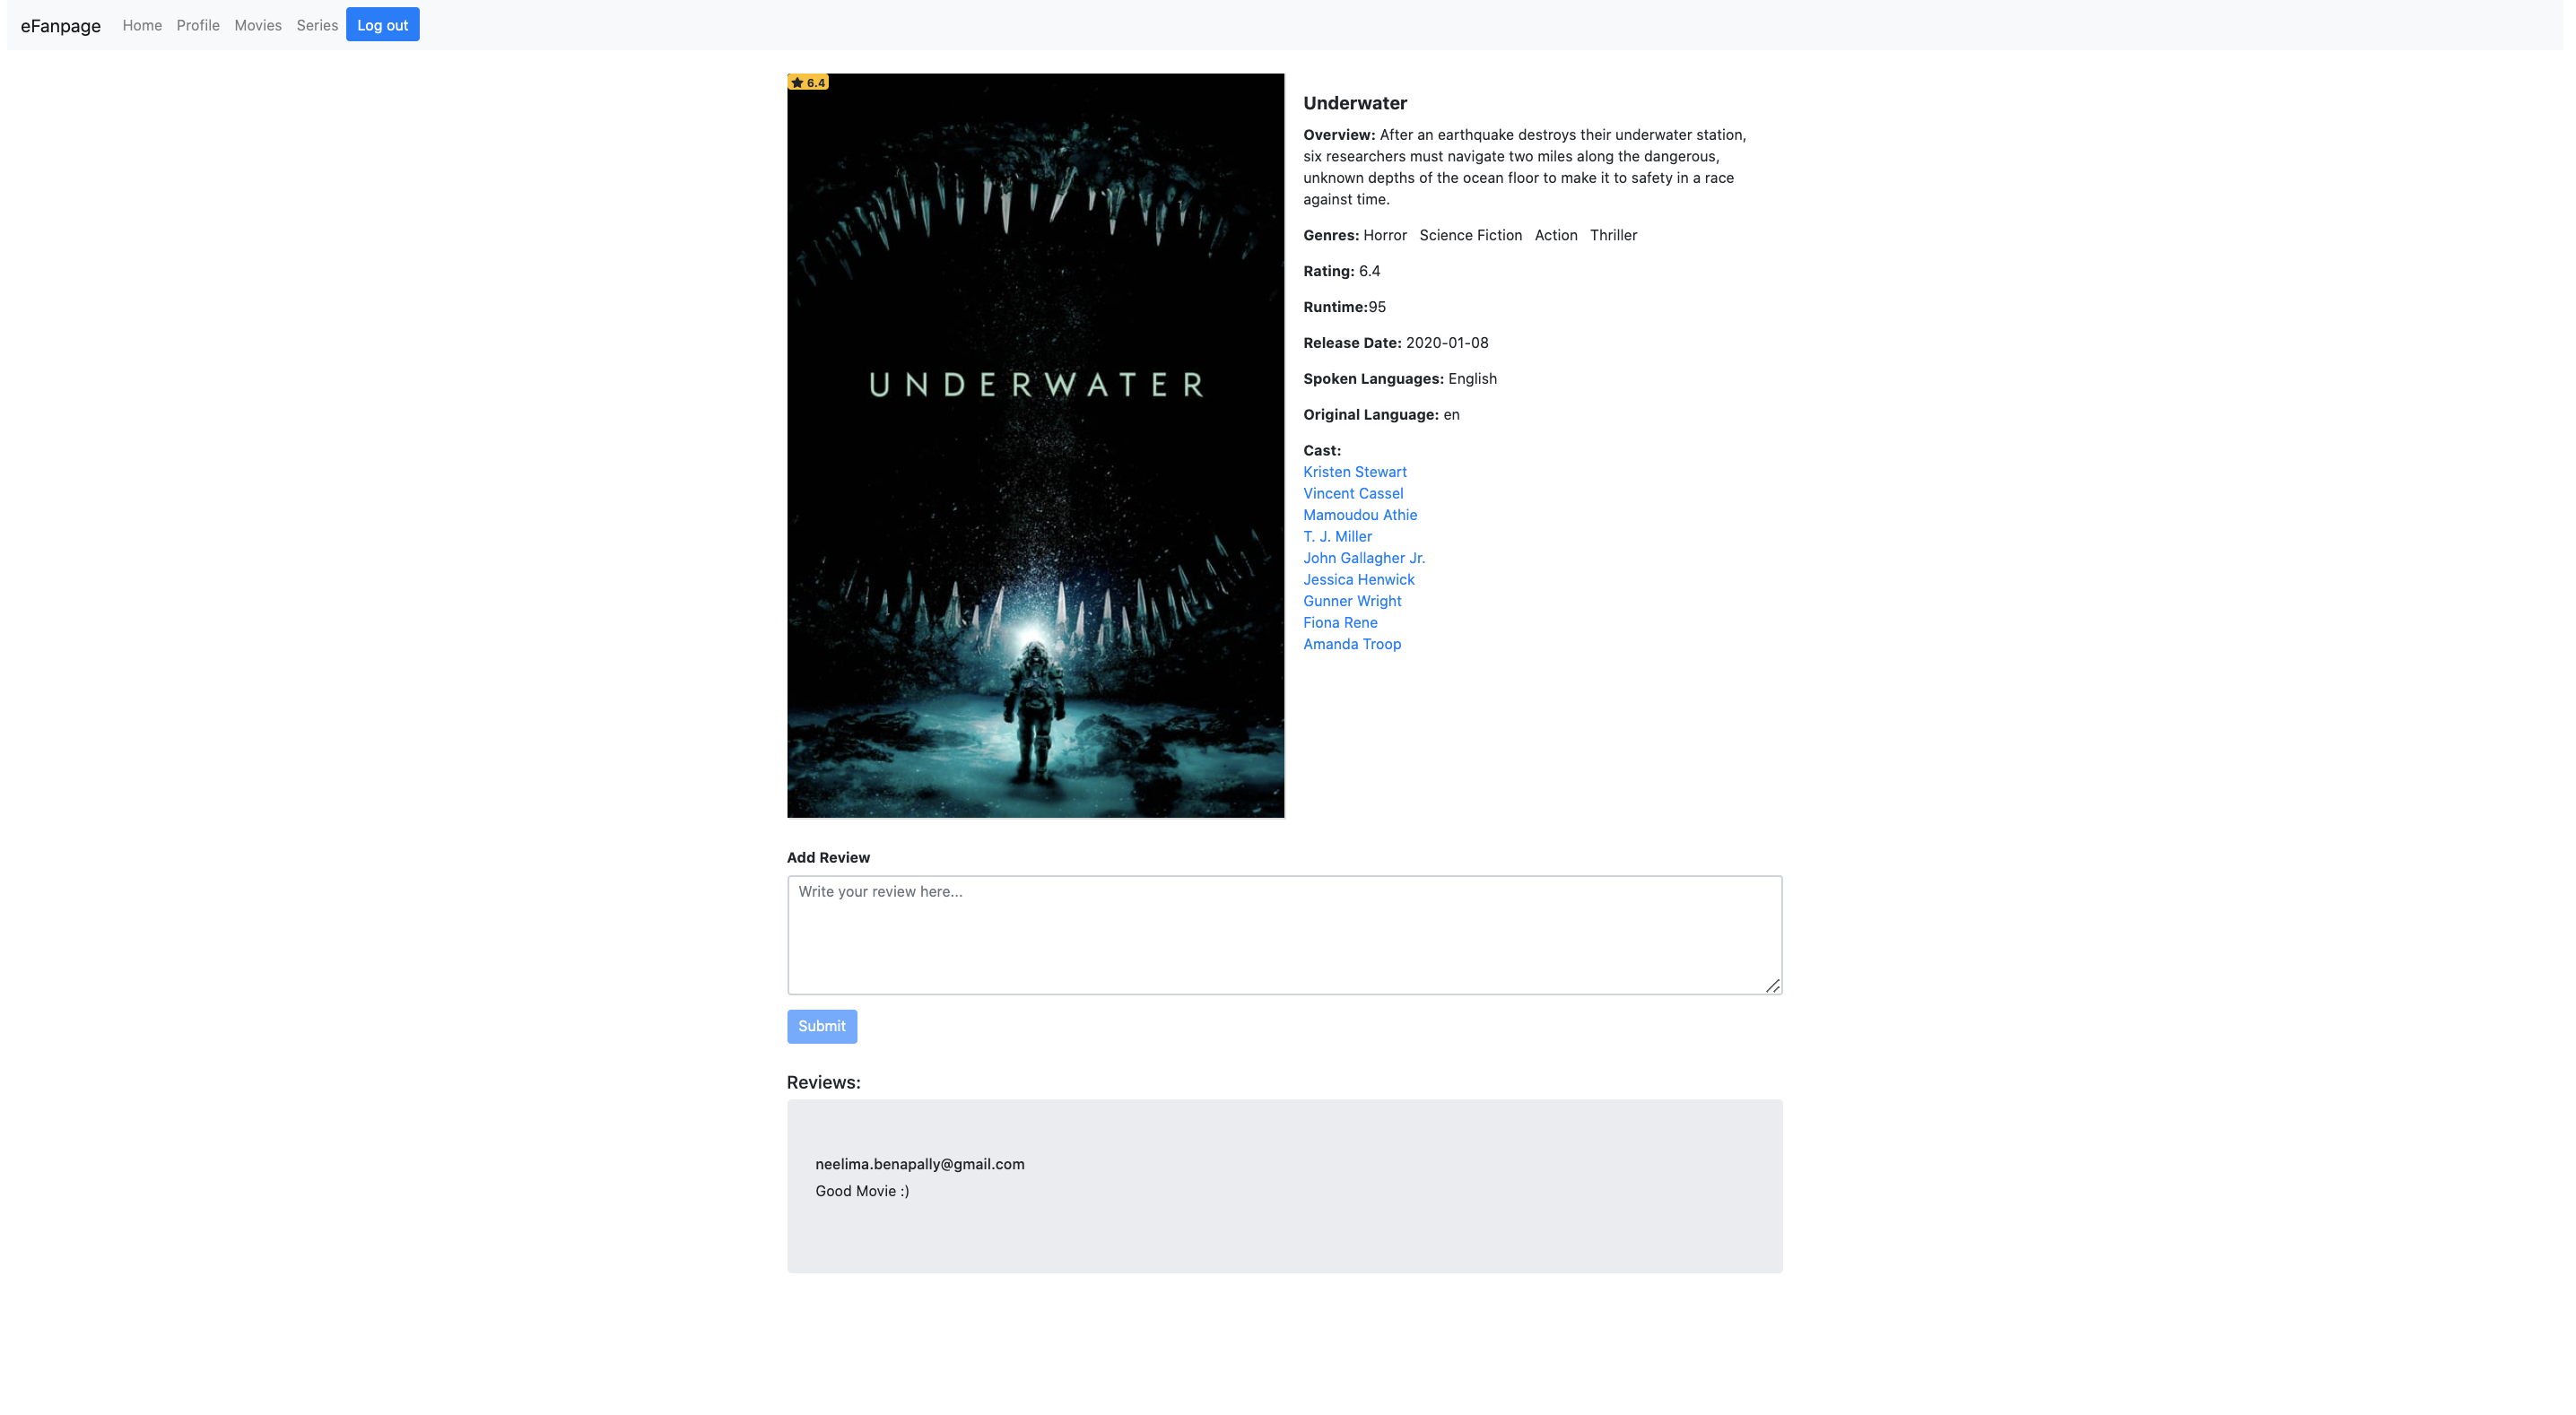 eFanpage Home Profile Movies Series Log out
6.4
UNDERWATER
Underwater
Overview: After an earthquake destroys their underwater station,
six researchers must navigate two miles along the dangerous,
unknown depths of the ocean floor to make it to safety in a race
against time.
Genres: Horror Science Fiction Action Thriller
Rating: 6.4
Runtime:95
Release Date: 2020-01-08
Spoken Languages: English
Original Language: en
Cast:
Kristen Stewart
Vincent Cassel
Mamoudou Athie
T. J. Miller
John Gallagher Jr.
Jessica Henwick
Gunner Wright
Fiona Rene
Amanda Troop
Add Review
Write your review here...
Submit
Reviews:
neelima.benapally@gmail.com
Good Movie :)